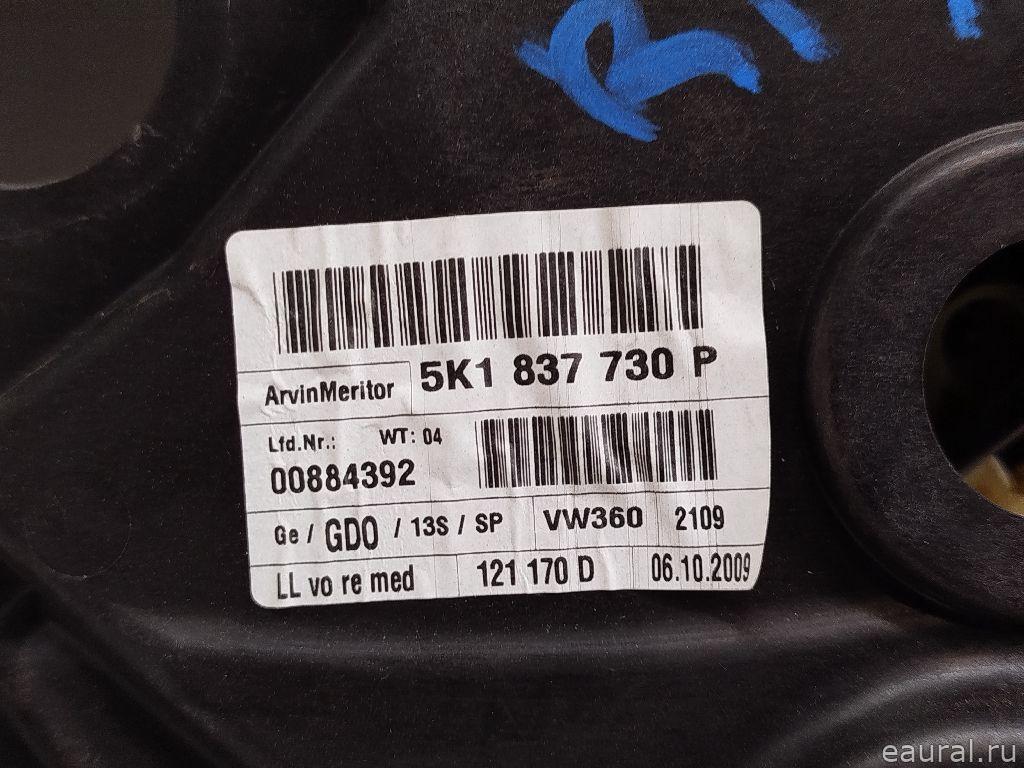 5K1 837 730 P
ArvinMeritor
Lfd.Nr.: WT: 04
00884392
Ge / GDO / 13S / SP VW360 2109
LL vo re med 121 170 D 06.10.2009
eaural.ru